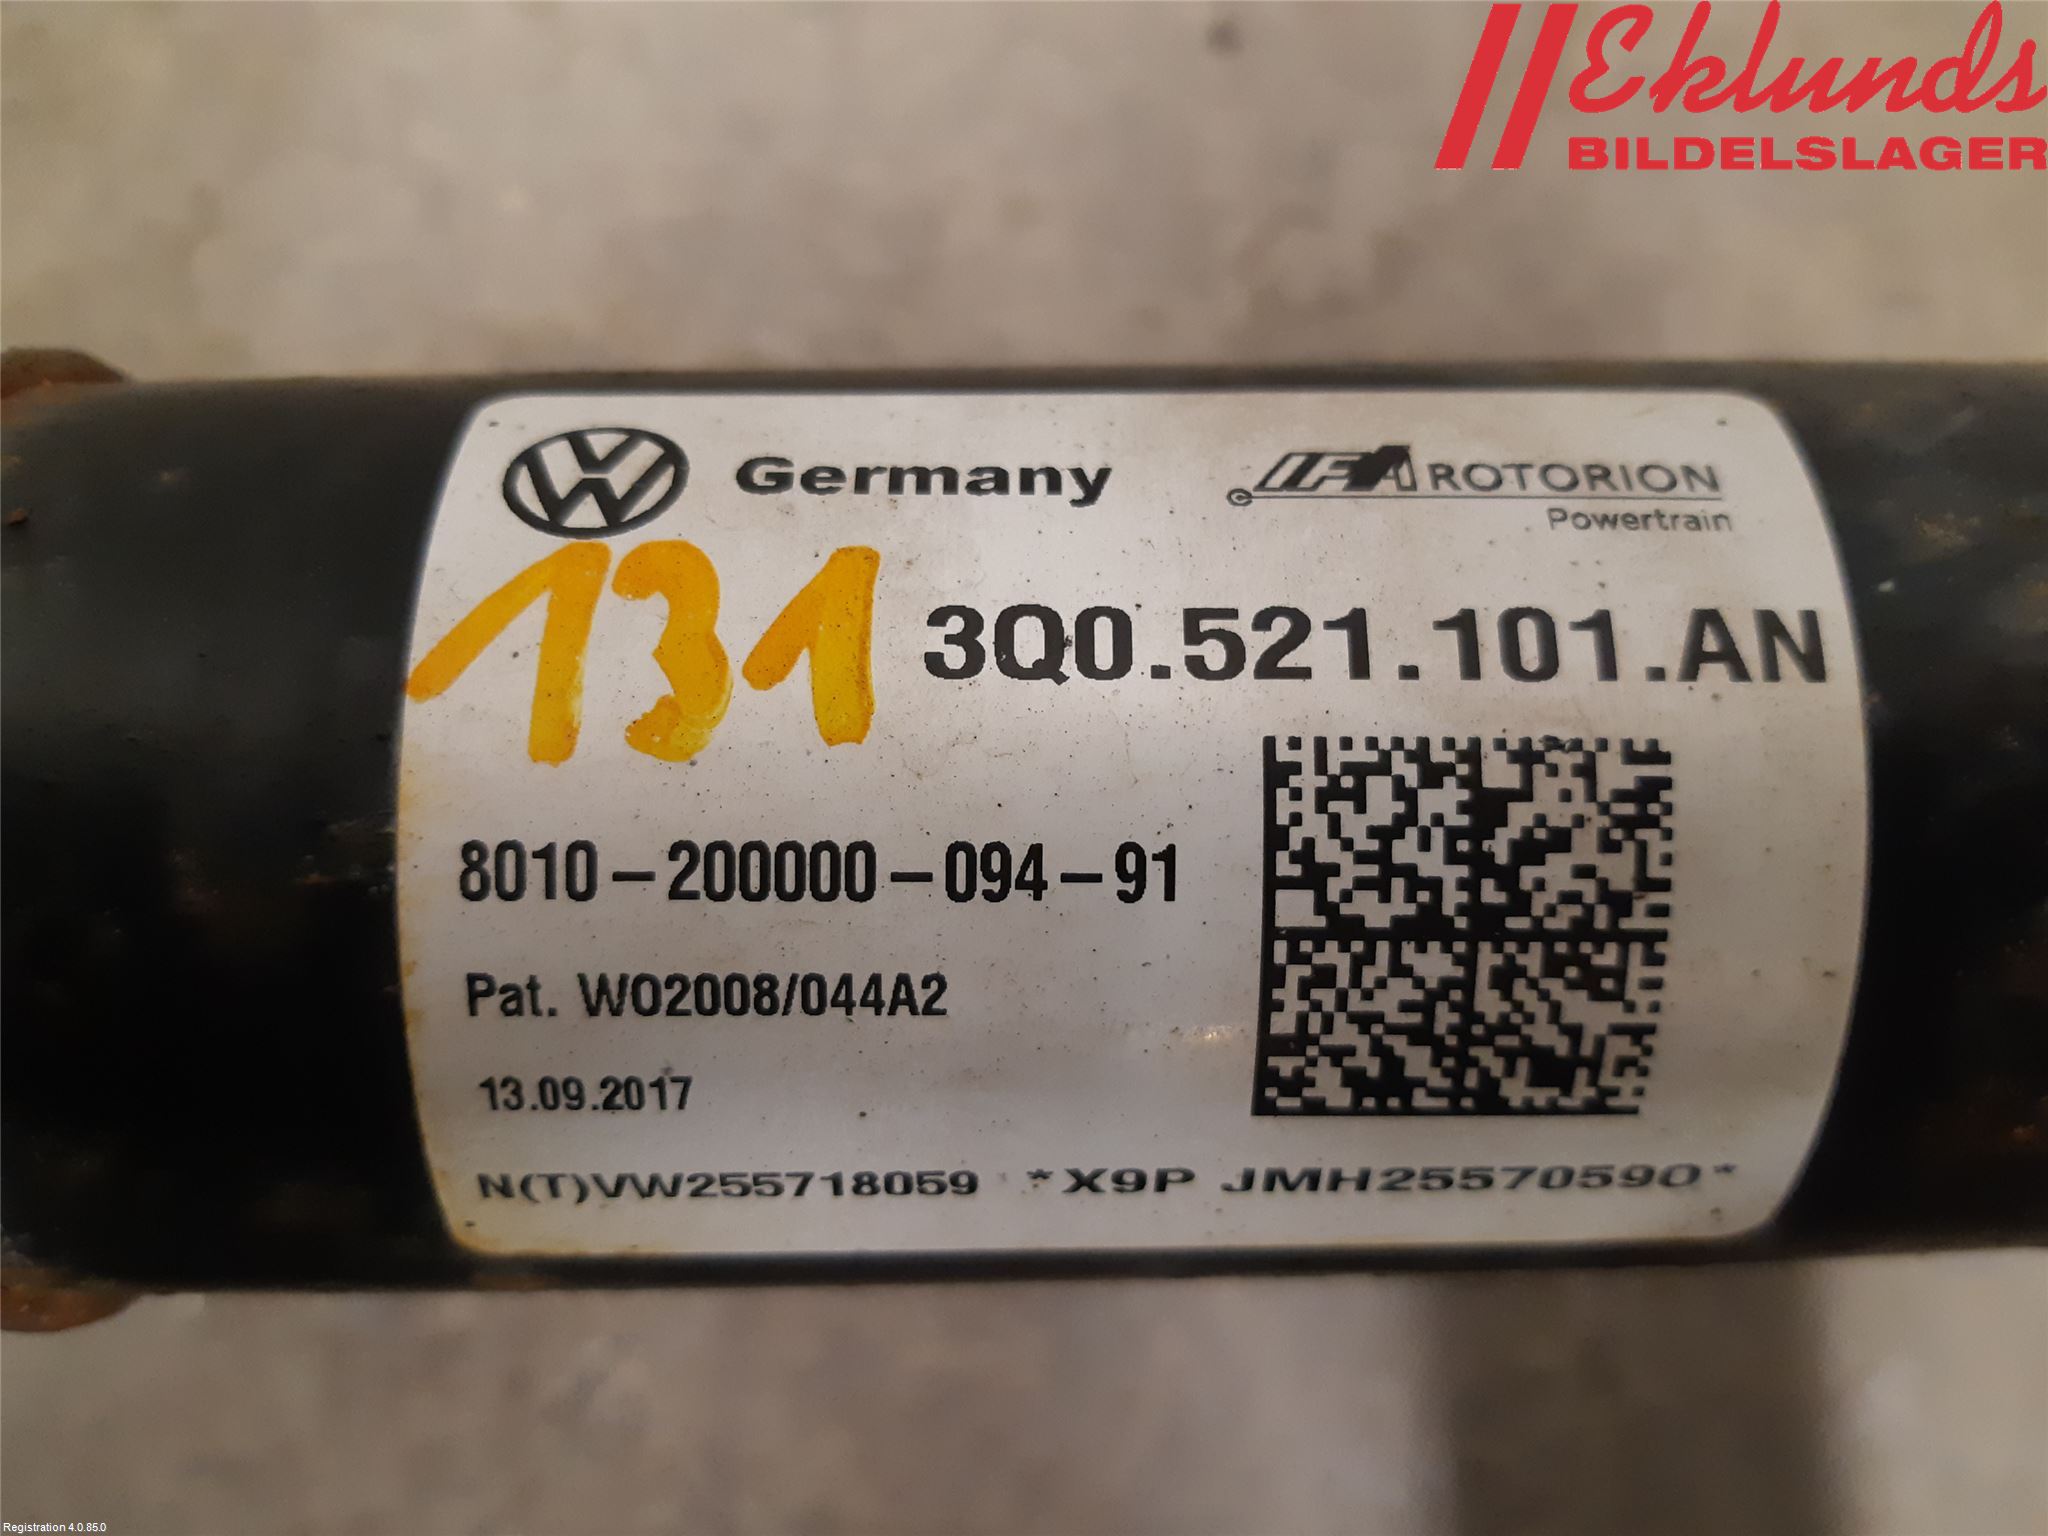 Eklunds
BILDELSLAGER
Germany
IFA ROTORION
Powertrain
131
3Q0.521.101.AN
8010-200000-094-91
Pat. WO2008/044A2
13.09.2017
N(T)VW255718059 *X9P JMH25570590*
Registration 4.0.85.0